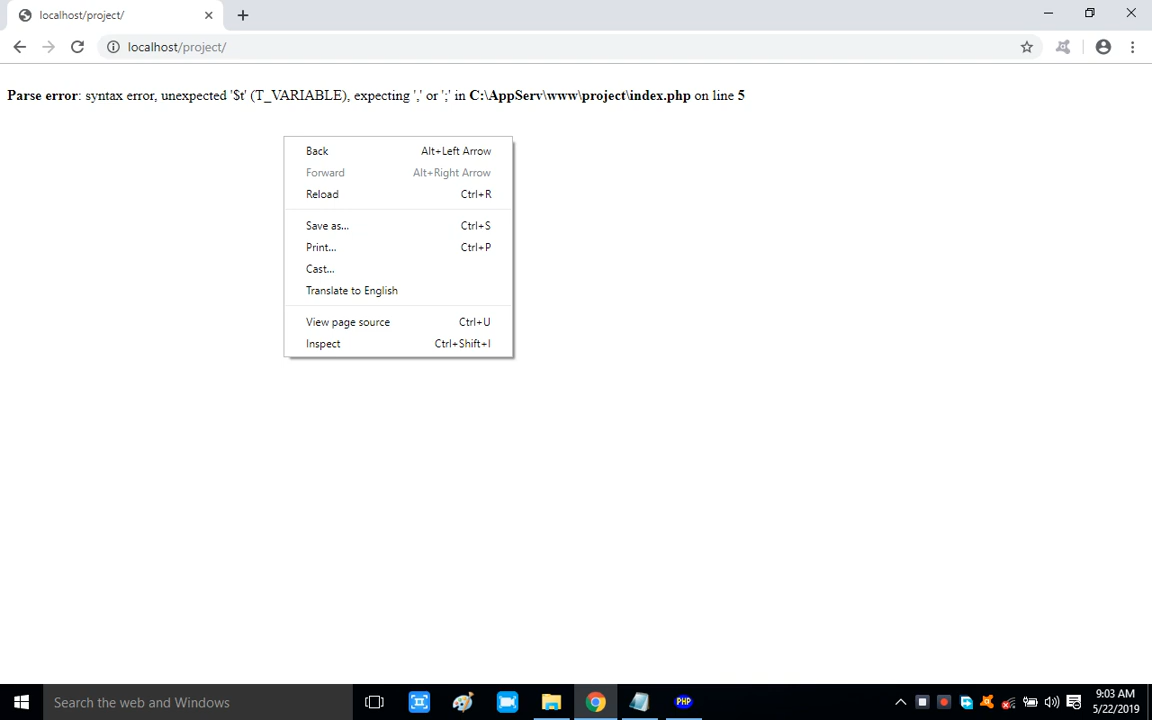 localhost/project/
localhost/project/
Parse error: syntax error, unexpected '$t' (T_VARIABLE), expecting ',' or ';' in C:\AppServ\www\project\index.php on line 5
Back Alt+Left Arrow
Forward Alt+Right Arrow
Reload Ctrl+R
Save as... Ctrl+S
Print... Ctrl+P
Cast...
Translate to English
View page source Ctrl+U
Inspect Ctrl+Shift+I
Search the web and Windows
PHP
9:03 AM
5/22/2019